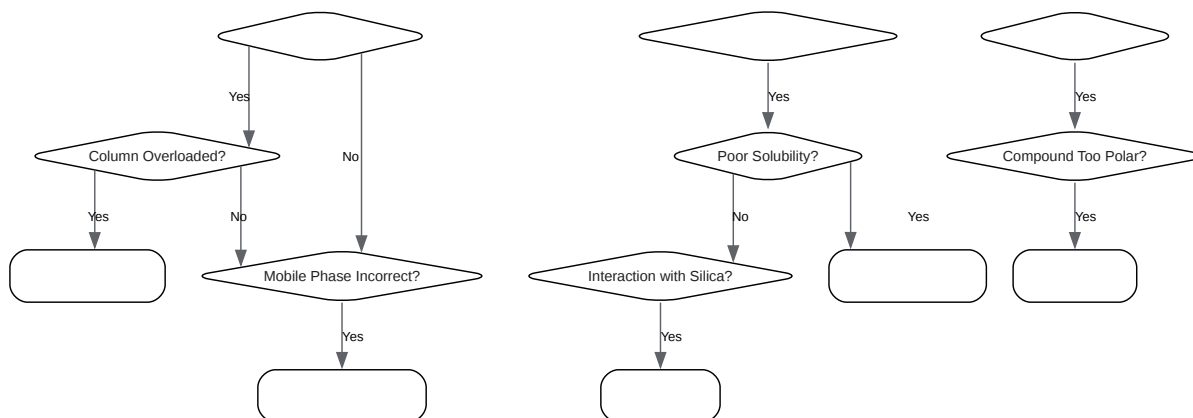 Yes
Yes
Yes
No
Column Overloaded?
Poor Solubility?
Compound Too Polar?
Yes
No
No
Yes
Yes
Mobile Phase Incorrect?
Interaction with Silica?
Yes
Yes